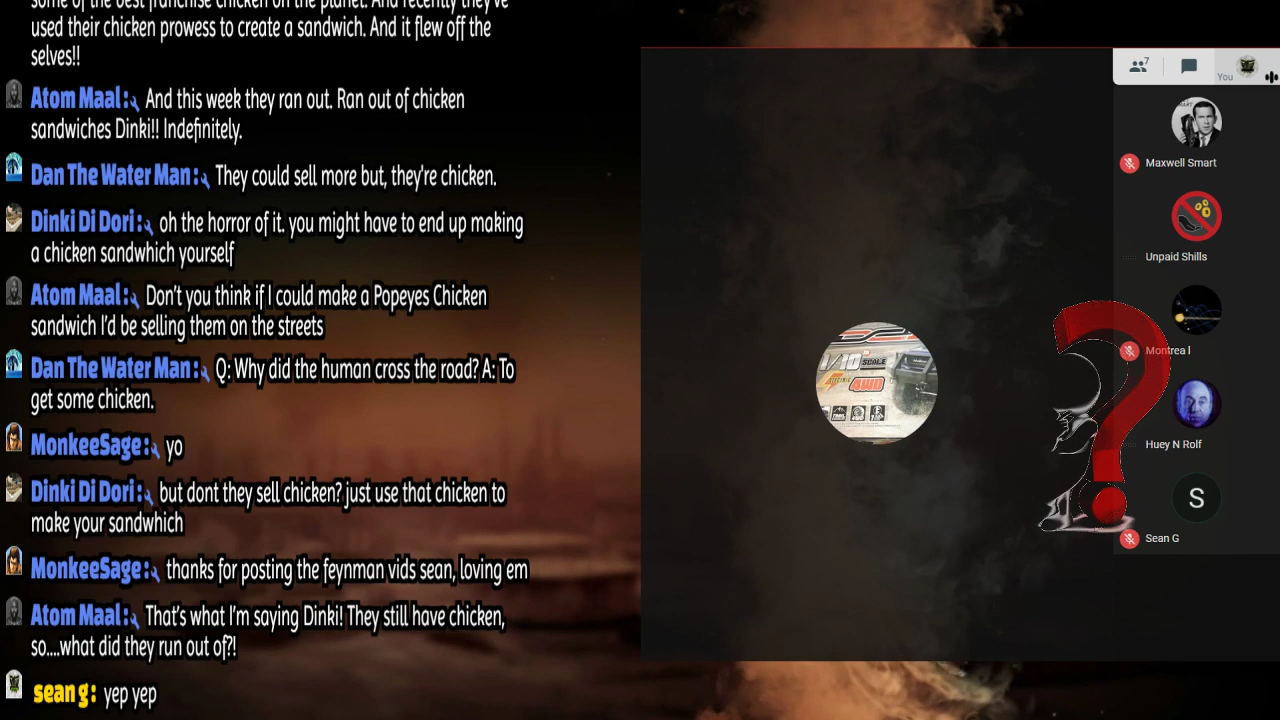 some of the best franchise chicken on the planet. And recently they've
used their chicken prowess to create a sandwich. And it flew off the
selves!!
Atom Maal: And this week they ran out. Ran out of chicken
sandwiches Dinki!! Indefinitely.
Dan The Water Man: They could sell more but, they're chicken.
Dinki Di Dori: oh the horror of it. you might have to end up making
a chicken sandwhich yourself
Atom Maal: Don't you think if I could make a Popeyes Chicken
sandwich I'd be selling them on the streets
Dan The Water Man: Q: Why did the human cross the road? A: To
get some chicken.
MonkeeSage: yo
Dinki Di Dori: but dont they sell chicken? just use that chicken to
make your sandwhich
MonkeeSage: thanks for posting the feynman vids sean, loving em
Atom Maal: That's what I'm saying Dinki! They still have chicken,
so....what did they run out of?!
sean g: yep yep
7
You
Maxwell Smart
Unpaid Shills
Montrea l
Huey N Rolf
S
Sean G
1/10 SCALE
ELECTRIC 4WD
?